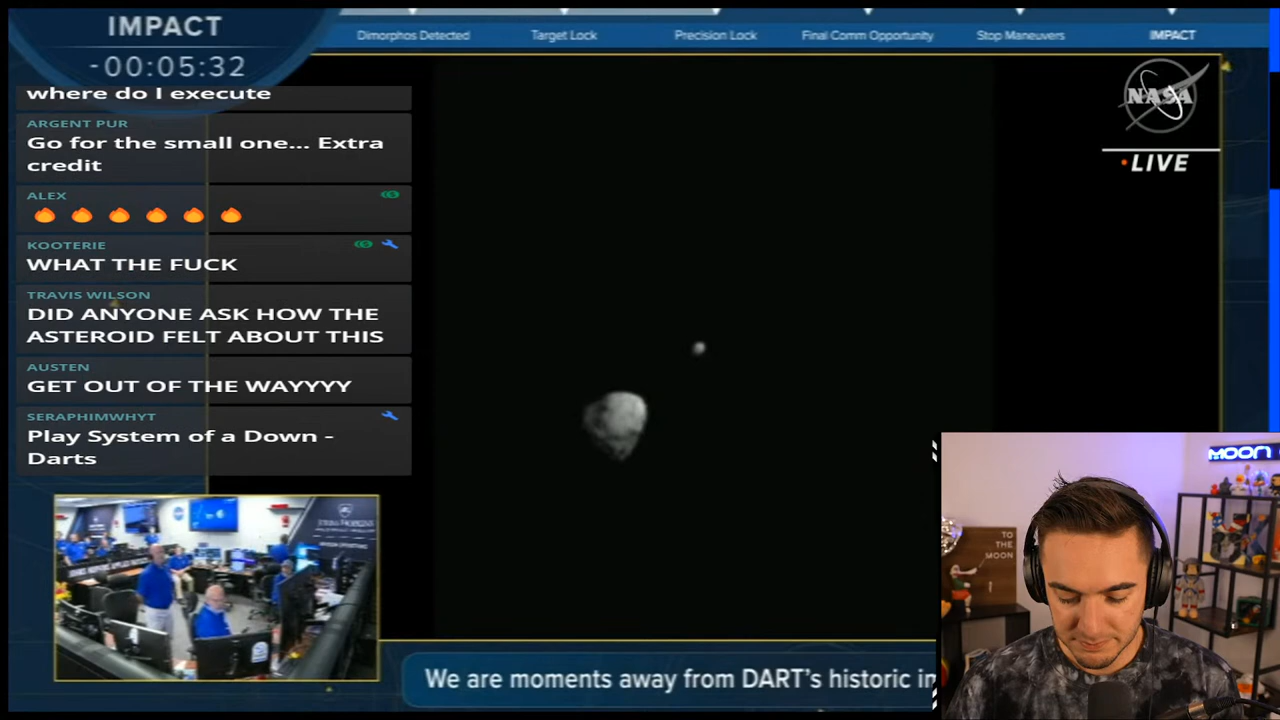 IMPACT
-00:05:32
Dimorphos Detected
Target Lock
Precision Lock
Final Comm Opportunity
Stop Maneuvers
IMPACT
NASA
LIVE
where do I execute
ARGENT PUR
Go for the small one... Extra
credit
ALEX
KOOTERIE
WHAT THE FUCK
TRAVIS WILSON
DID ANYONE ASK HOW THE
ASTEROID FELT ABOUT THIS
AUSTEN
GET OUT OF THE WAYYYY
SERAPHIMWHYT
Play System of a Down -
Darts
JOHNS HOPKINS
MOON
TO
THE
MOON
We are moments away from DART's historic in